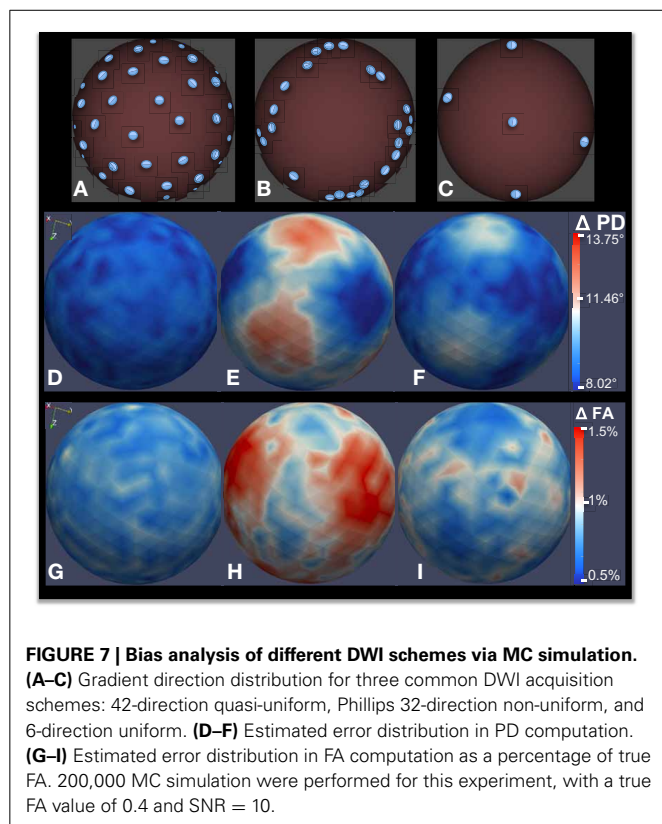 A
B
C
Δ PD
13.75°
11.46°
8.02°
D
E
F
Δ FA
1.5%
1%
0.5%
G
H
I
FIGURE 7 | Bias analysis of different DWI schemes via MC simulation.
(A–C) Gradient direction distribution for three common DWI acquisition
schemes: 42-direction quasi-uniform, Phillips 32-direction non-uniform, and
6-direction uniform. (D–F) Estimated error distribution in PD computation.
(G–I) Estimated error distribution in FA computation as a percentage of true
FA. 200,000 MC simulation were performed for this experiment, with a true
FA value of 0.4 and SNR = 10.